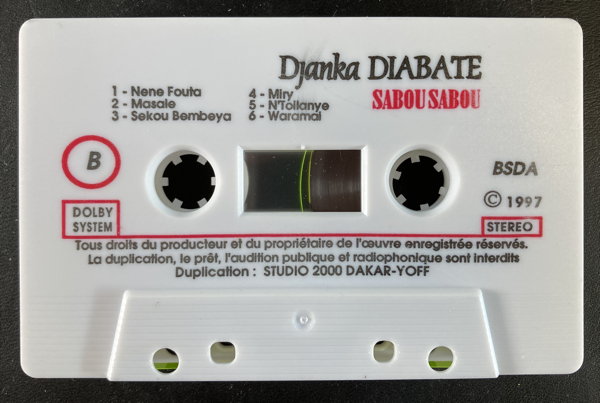 Djanka DIABATE
SABOU SABOU
1 - Nene Fouta
2 - Masale
3 - Sekou Bembeya
4 - Miry
5 - N'Tollanye
6 - Waramai
B
BSDA
© 1997
DOLBY
SYSTEM
STEREO
Tous droits du producteur et du propriétaire de l'œuvre enregistrée réservés.
La duplication, le prêt, l'audition publique et radiophonique sont interdits
Duplication : STUDIO 2000 DAKAR-YOFF